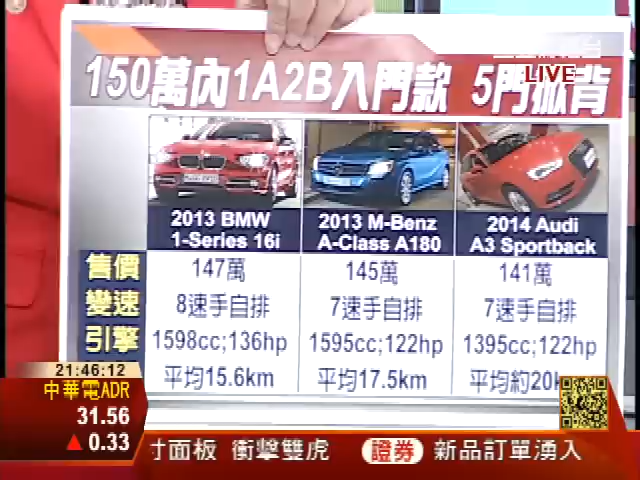 150萬內1A2B入門款 5門掀背
LIVE
2013 BMW
1-Series 16i
2013 M-Benz
A-Class A180
2014 Audi
A3 Sportback
售價 147萬 145萬 141萬
變速 8速手自排 7速手自排 7速手自排
引擎 1598cc;136hp 1595cc;122hp 1395cc;122hp
平均15.6km 平均17.5km 平均約20k
21:46:12
中華電ADR
31.56
▲0.33
寸面板 衝擊雙虎 證券 新品訂單湧入